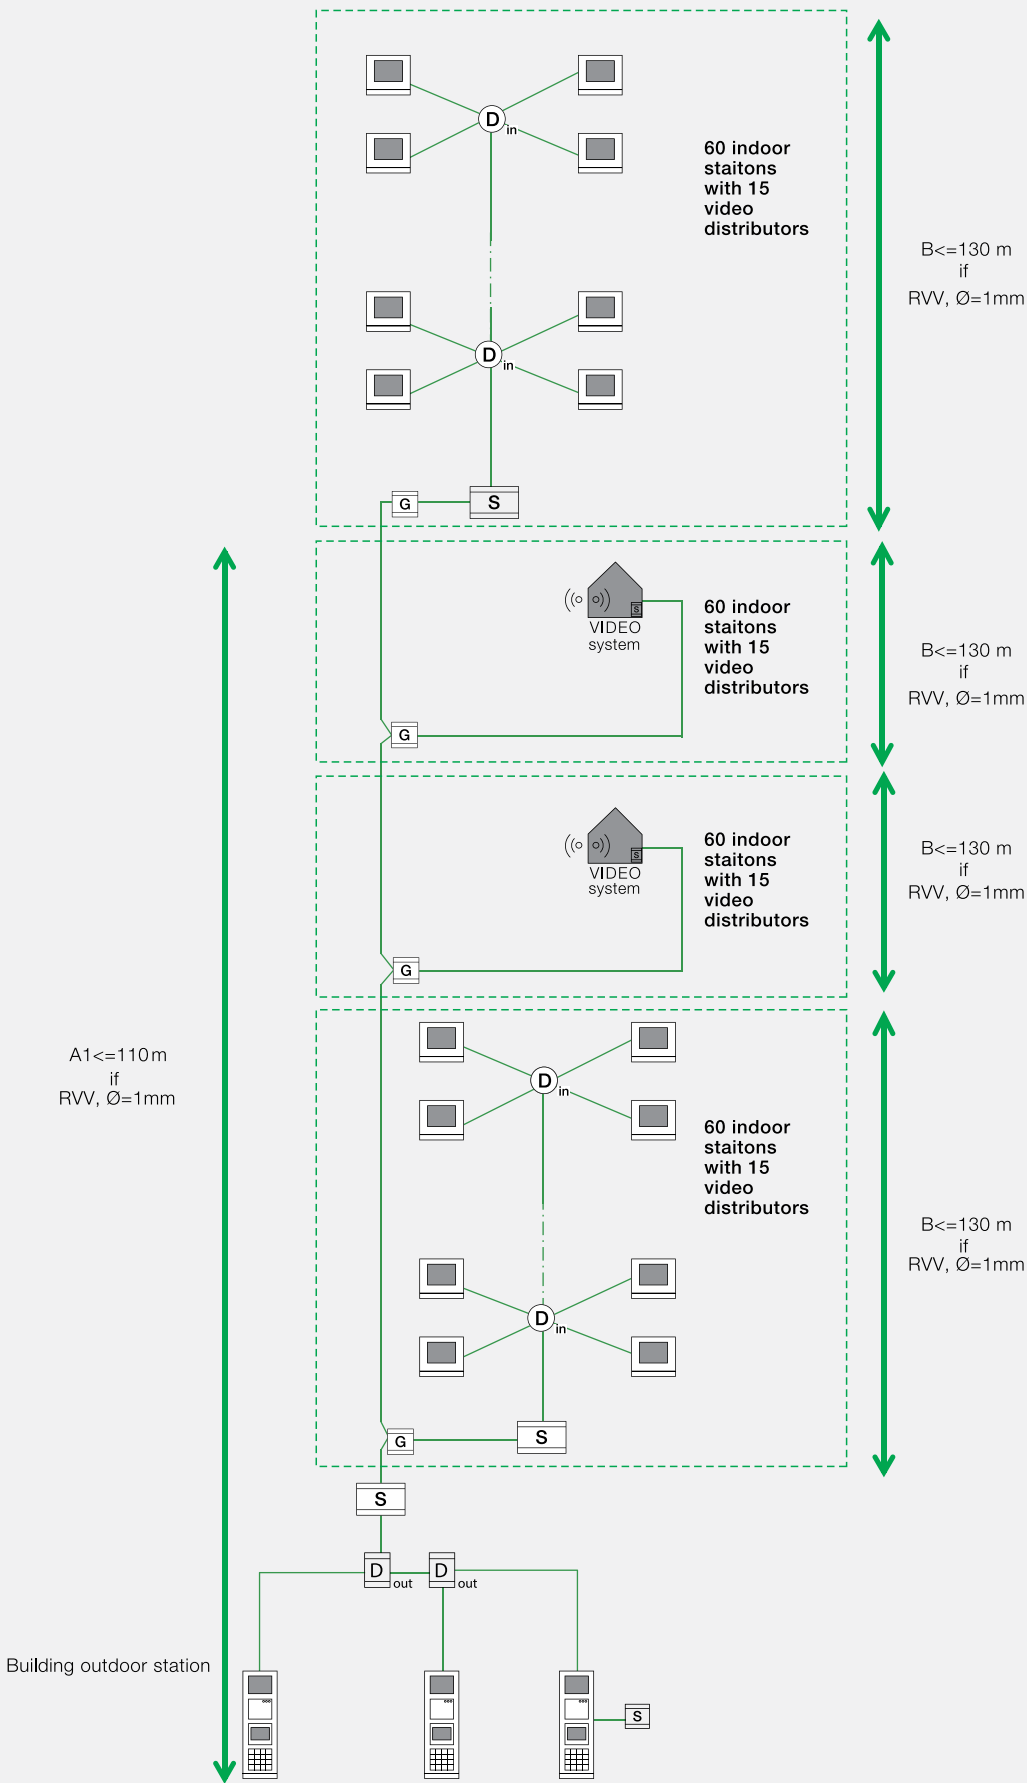 D
in
60 indoor
staitons
with 15
video
distributors
B<=130 m
if
RVV, Ø=1mm
D
in
G
S
S
VIDEO
system
60 indoor
staitons
with 15
video
distributors
B<=130 m
if
RVV, Ø=1mm
G
S
VIDEO
system
60 indoor
staitons
with 15
video
distributors
B<=130 m
if
RVV, Ø=1mm
G
A1<=110 m
if
RVV, Ø=1mm
D
in
60 indoor
staitons
with 15
video
distributors
B<=130 m
if
RVV, Ø=1mm
D
in
G
S
S
D
out
D
out
Building outdoor station
S